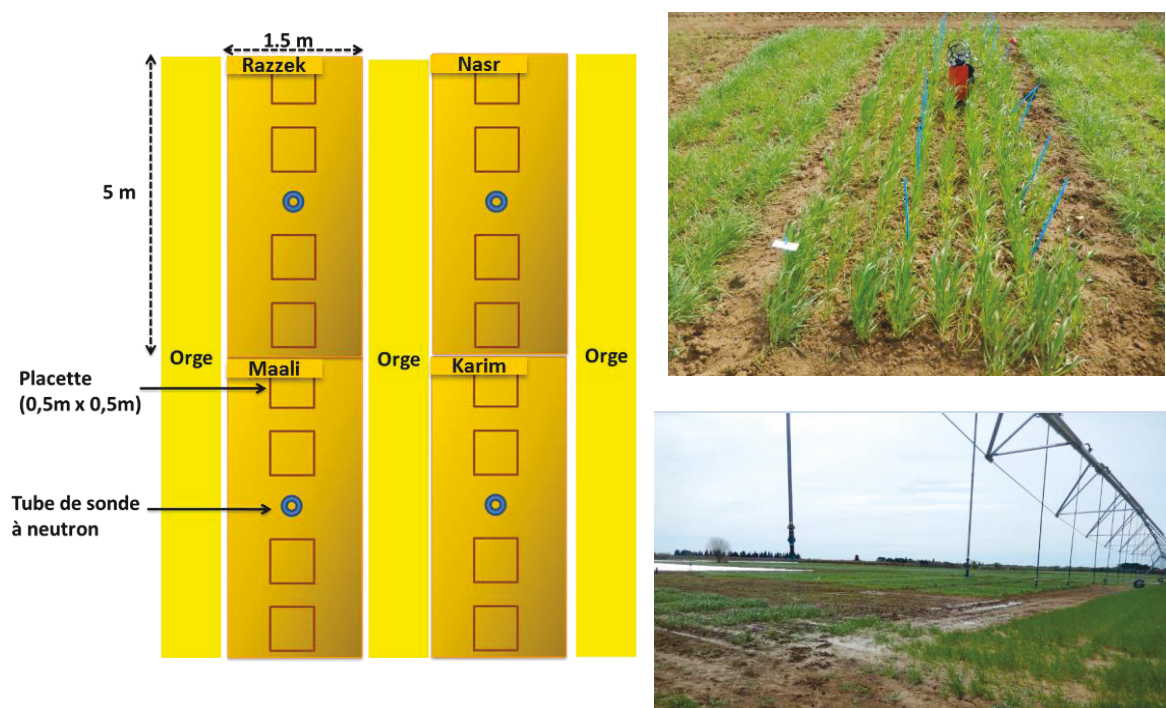 1.5 m
Razzek
Nasr
5 m
Orge
Orge
Orge
Maali
Karim
Placette
(0,5m x 0,5m)
Tube de sonde
à neutron